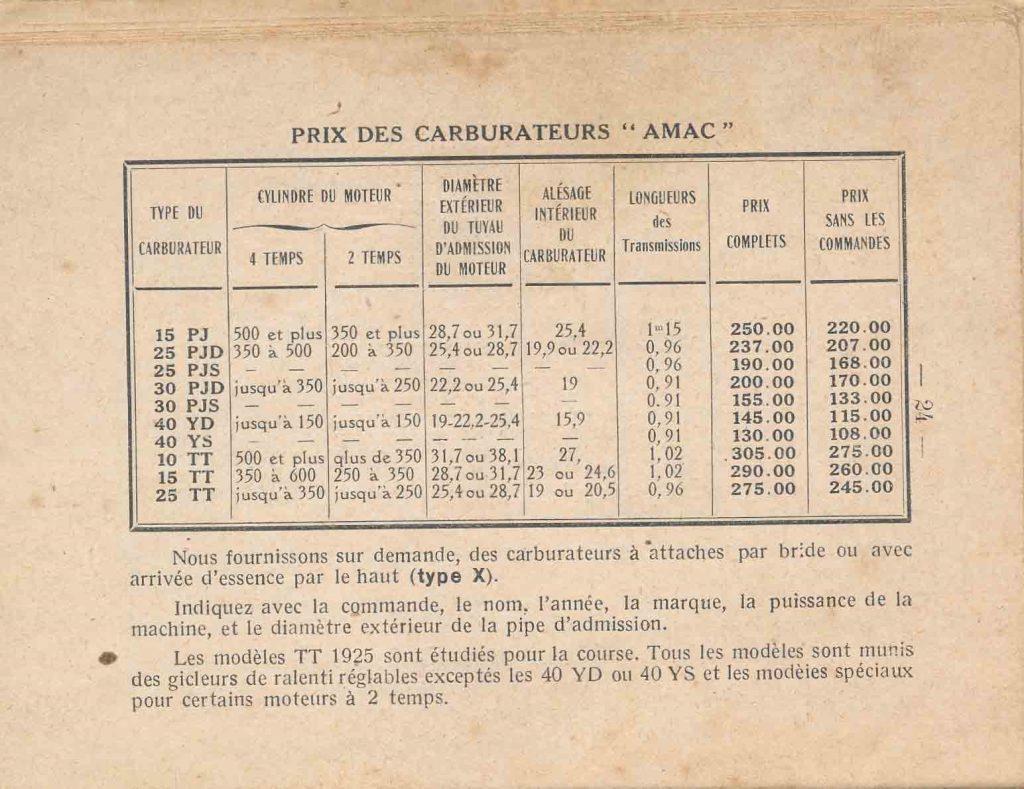 PRIX DES CARBURATEURS “ AMAC ”
TYPE DU CARBURATEUR | CYLINDRE DU MOTEUR 4 TEMPS | CYLINDRE DU MOTEUR 2 TEMPS | DIAMÈTRE EXTÉRIEUR DU TUYAU D'ADMISSION DU MOTEUR | ALÉSAGE INTÉRIEUR DU CARBURATEUR | LONGUEURS des Transmissions | PRIX COMPLETS | PRIX SANS LES COMMANDES
15 PJ | 500 et plus | 350 et plus | 28,7 ou 31,7 | 25,4 | 1ᵐ15 | 250.00 | 220.00
25 PJD | 350 à 500 | 200 à 350 | 25,4 ou 28,7 | 19,9 ou 22,2 | 0,96 | 237.00 | 207.00
25 PJS | — — — | — — — | — — — | — | 0,96 | 190.00 | 168.00
30 PJD | jusqu'à 350 | jusqu'à 250 | 22,2 ou 25,4 | 19 | 0,91 | 200.00 | 170.00
30 PJS | — — — | — — — | — — — | — | 0.91 | 155.00 | 133.00
40 YD | jusqu'à 150 | jusqu'à 150 | 19-22,2-25,4 | 15,9 | 0,91 | 145.00 | 115.00
40 YS | — — — | — — — | — — — | — | 0,91 | 130.00 | 108.00
10 TT | 500 et plus | qlus de 350 | 31,7 ou 38,1 | 27, | 1,02 | .305.00 | 275.00
15 TT | 350 à 600 | 250 à 350 | 28,7 ou 31,7 | 23 ou 24,6 | 1,02 | 290.00 | 260.00
25 TT | jusqu'à 350 | jusqu'à 250 | 25,4 ou 28,7 | 19 ou 20,5 | 0,96 | 275.00 | 245.00
— 24 —
Nous fournissons sur demande, des carburateurs à attaches par bride ou avec
arrivée d'essence par le haut (type X).
Indiquez avec la commande, le nom, l'année, la marque, la puissance de la
machine, et le diamètre extérieur de la pipe d'admission.
Les modèles TT 1925 sont étudiés pour la course. Tous les modèles sont munis
des gicleurs de ralenti réglables exceptés les 40 YD ou 40 YS et les modèies spéciaux
pour certains moteurs à 2 temps.